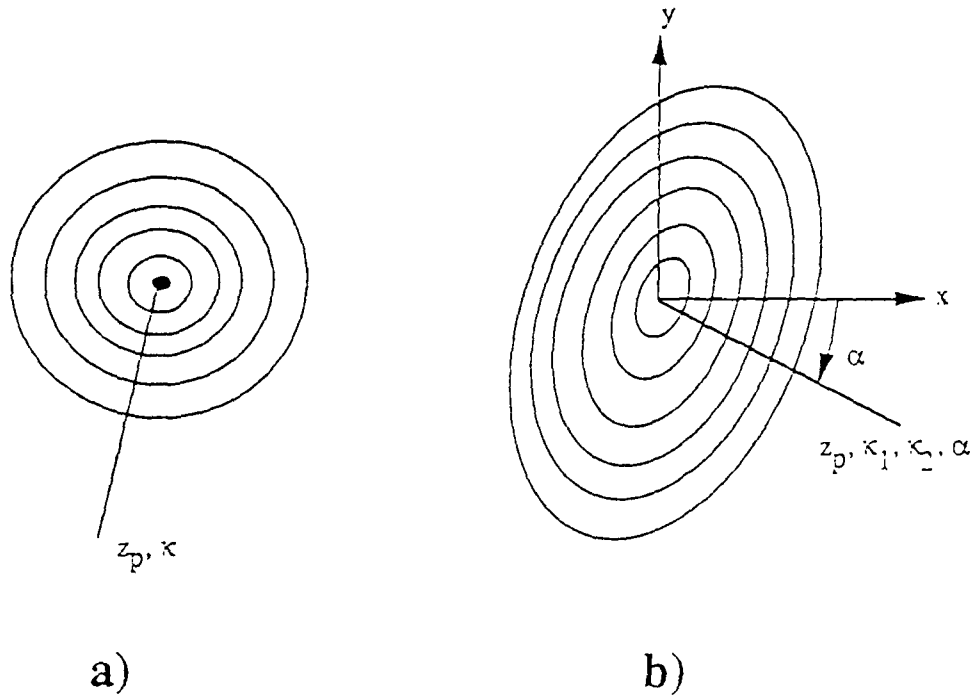 y
x
α
z_p, κ_1, κ_2, α
z_p, κ
a)
b)